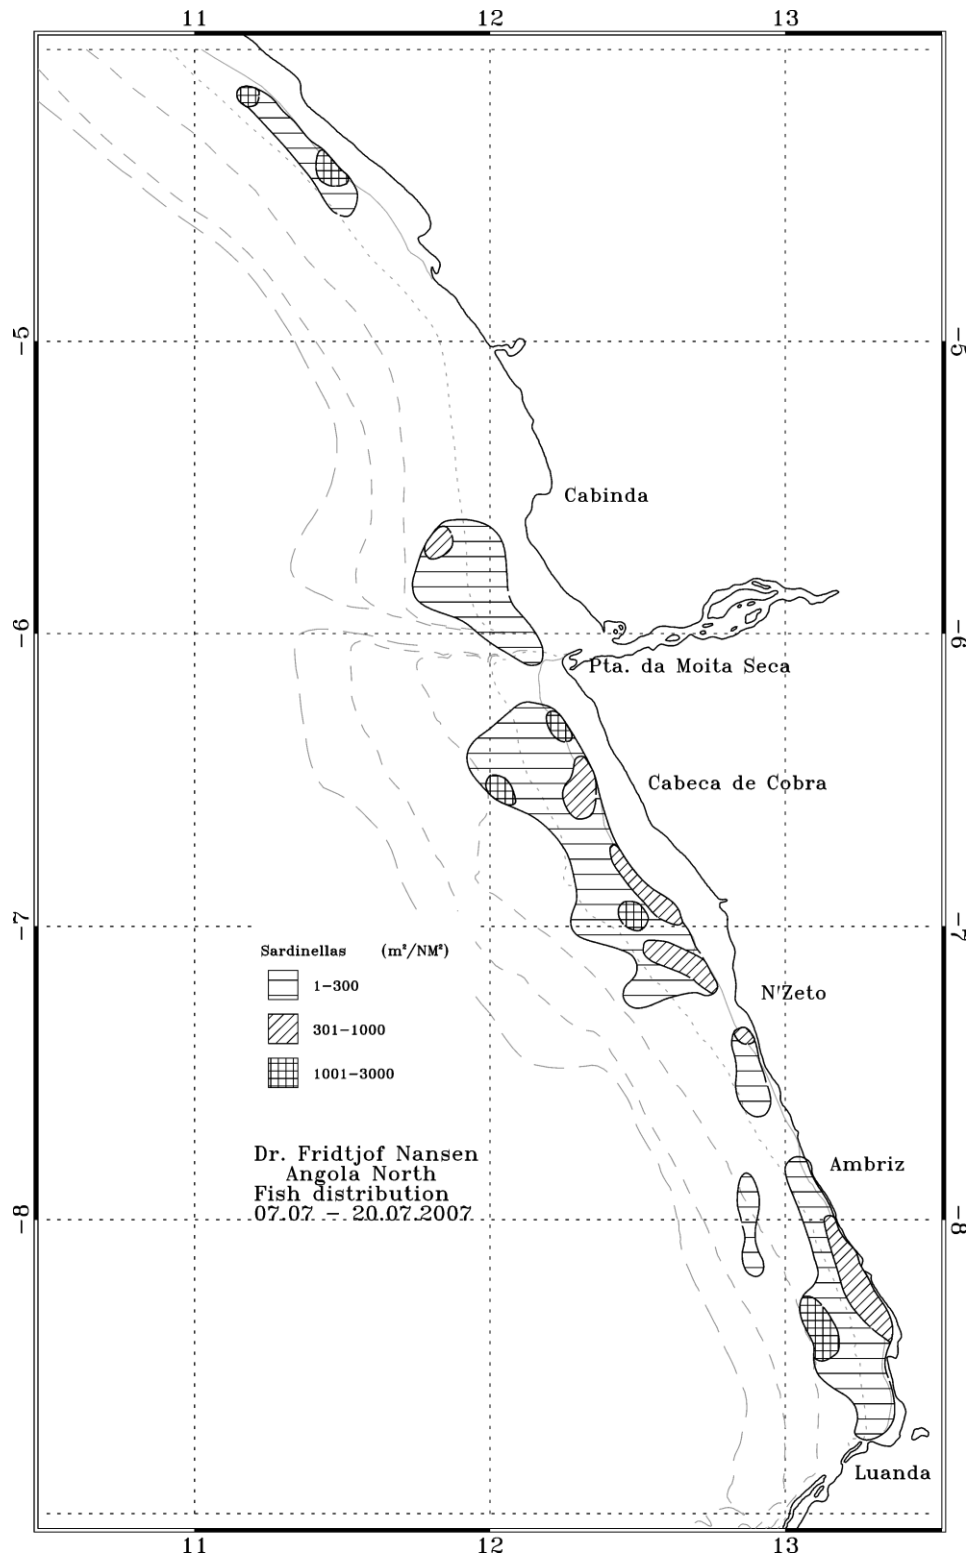 11 12 13
-5 -5
Cabinda
-6 -6
Pta. da Moita Seca
Cabeca de Cobra
-7 -7
Sardinellas (m²/NM²)
1-300
N'Zeto
301-1000
1001-3000
Dr. Fridtjof Nansen
Ambriz
Angola North
Fish distribution
07.07 - 20.07.2007
-8 -8
Luanda
11 12 13